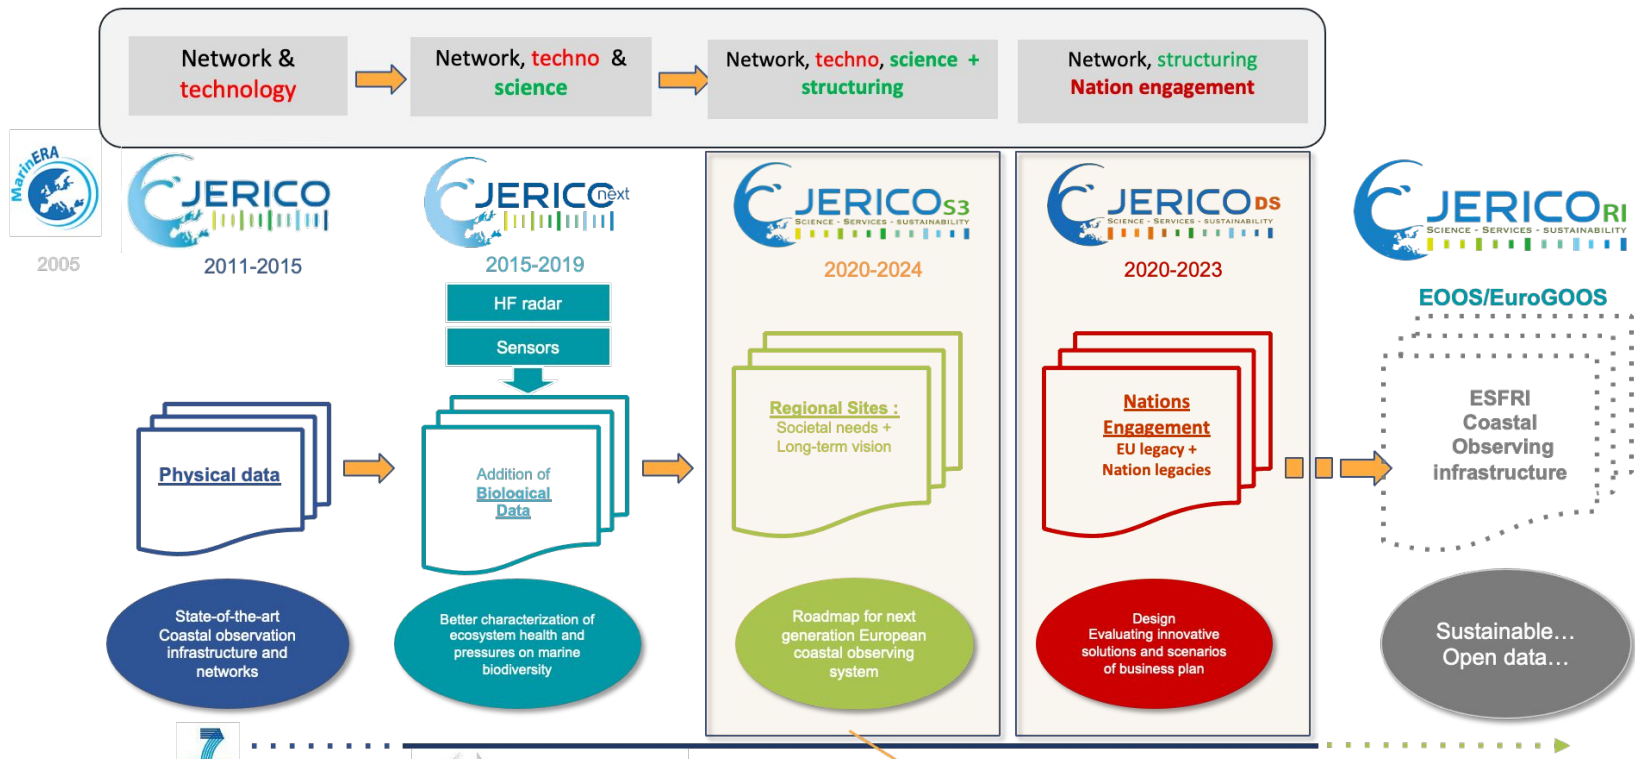 Network &
technology
Network, techno &
science
Network, techno, science +
structuring
Network, structuring
Nation engagement
MarinERA
2005
JERICO
2011-2015
JERICO next
2015-2019
JERICO S3
SCIENCE - SERVICES - SUSTAINABILITY
2020-2024
JERICO DS
SCIENCE - SERVICES - SUSTAINABILITY
2020-2023
JERICO RI
SCIENCE - SERVICES - SUSTAINABILITY
EOOS/EuroGOOS
HF radar
Sensors
Physical data
Addition of
Biological
Data
Regional Sites :
Societal needs +
Long-term vision
Nations
Engagement
EU legacy +
Nation legacies
ESFRI
Coastal
Observing
infrastructure
State-of-the-art
Coastal observation
infrastructure and
networks
Better characterization of
ecosystem health and
pressures on marine
biodiversity
Roadmap for next
generation European
coastal observing
system
Design
Evaluating innovative
solutions and scenarios
of business plan
Sustainable…
Open data…
7